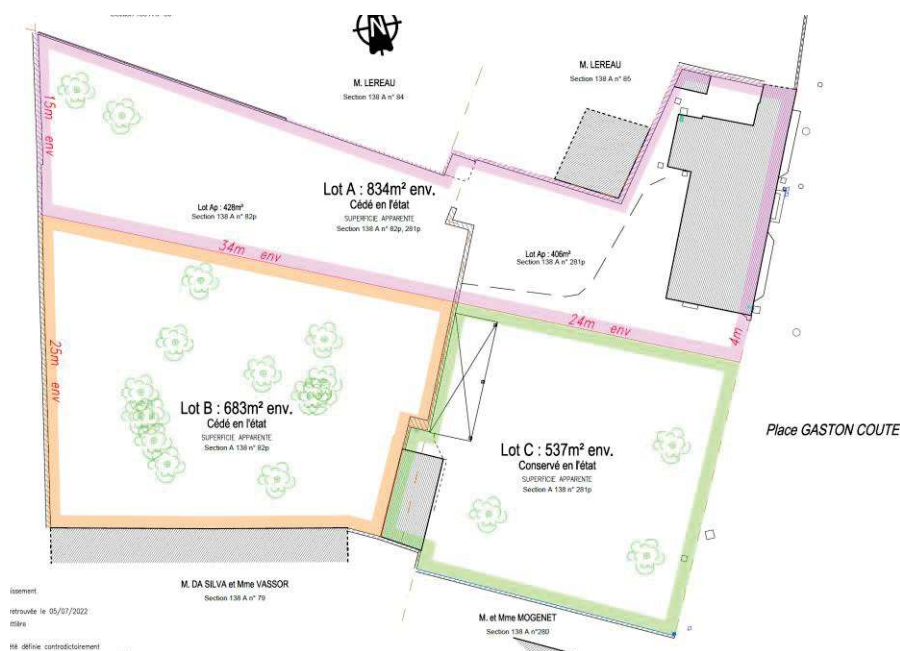 N
M. LEREAU
Section 138 A n° 84
M. LEREAU
Section 138 A n° 85
15m env
Lot A : 834m² env.
Cédé en l'état
SUPERFICIE APPARENTE
Section 138 A n° 82p, 281p
Lot Ap : 428m²
Section 138 A n° 82p
Lot Ap : 406m²
Section 138 A n° 281p
34m env
24m env
4m
25m env
Lot B : 683m² env.
Cédé en l'état
SUPERFICIE APPARENTE
Section A 138 n° 82p
Lot C : 537m² env.
Conservé en l'état
SUPERFICIE APPARENTE
Section A 138 n° 281p
Place GASTON COUTE
M. DA SILVA et Mme VASSOR
Section 138 A n° 79
M. et Mme MOGENET
Section 138 A n°280
issement
retrouvée le 05/07/2022
été définie contradictoirement